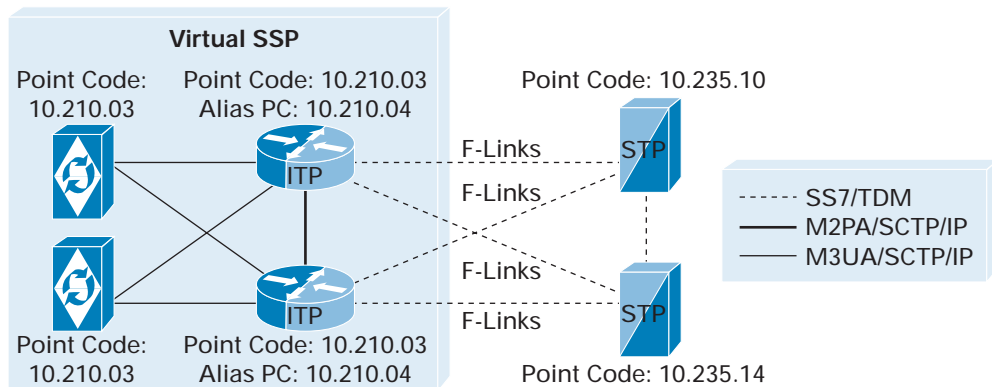 Virtual SSP
Point Code:
10.210.03
Point Code: 10.210.03
Alias PC: 10.210.04
Point Code: 10.235.10
F-Links
STP
ITP
F-Links
SS7/TDM
M2PA/SCTP/IP
M3UA/SCTP/IP
F-Links
ITP
F-Links
STP
Point Code:
10.210.03
Point Code: 10.210.03
Alias PC: 10.210.04
Point Code: 10.235.14